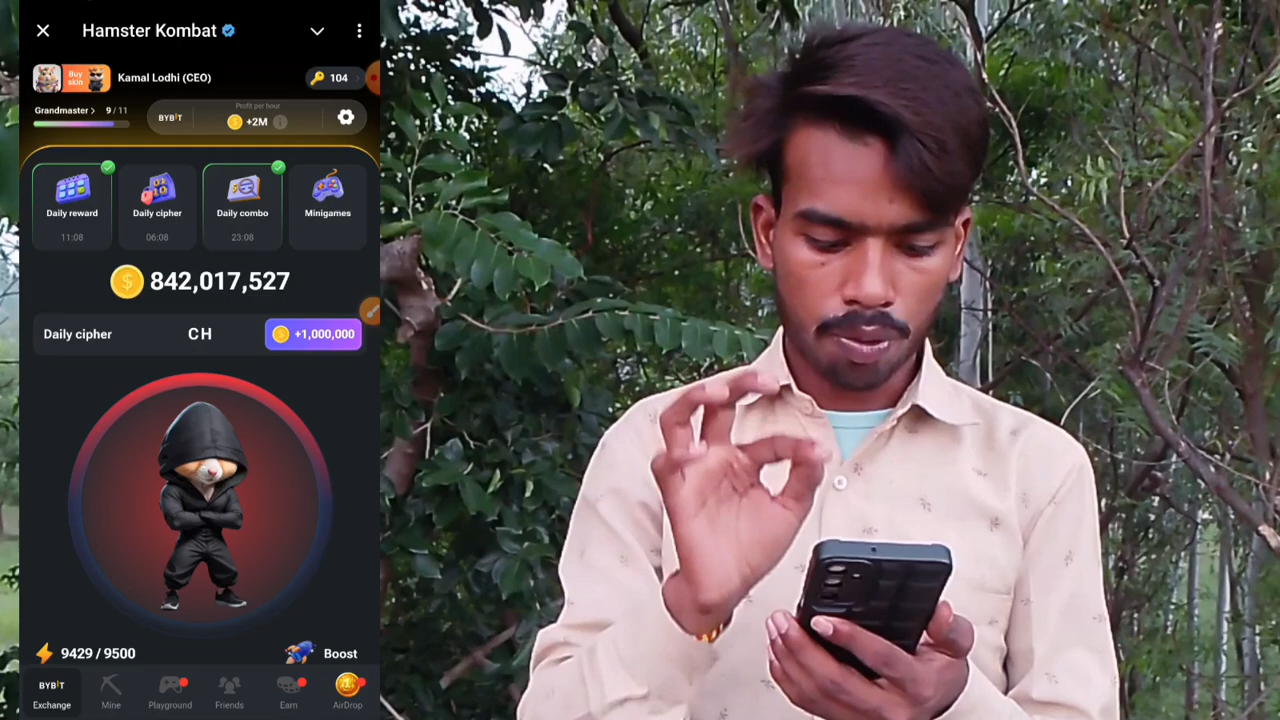 Hamster Kombat
Buy skin
Kamal Lodhi (CEO)
104
Grandmaster >
9 / 11
Profit per hour
BYBIT
+2M
Daily reward
11:08
Daily cipher
06:08
Daily combo
23:08
Minigames
842,017,527
Daily cipher
CH
+1,000,000
9429 / 9500
Boost
BYBIT
Exchange
Mine
Playground
Friends
Earn
AirDrop